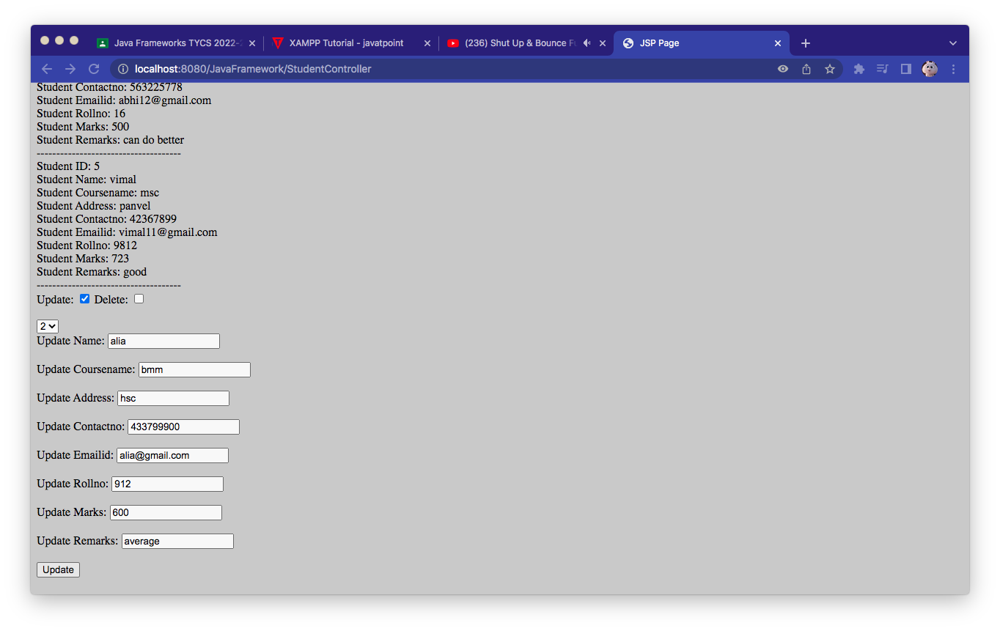 Java Frameworks TYCS 2022-2
XAMPP Tutorial - javatpoint
(236) Shut Up & Bounce Fu
JSP Page
localhost:8080/JavaFramework/StudentController
Student Contactno: 563225778
Student Emailid: abhi12@gmail.com
Student Rollno: 16
Student Marks: 500
Student Remarks: can do better
-------------------------------------
Student ID: 5
Student Name: vimal
Student Coursename: msc
Student Address: panvel
Student Contactno: 42367899
Student Emailid: vimal11@gmail.com
Student Rollno: 9812
Student Marks: 723
Student Remarks: good
-------------------------------------
Update: Delete:
2
Update Name: alia
Update Coursename: bmm
Update Address: hsc
Update Contactno: 433799900
Update Emailid: alia@gmail.com
Update Rollno: 912
Update Marks: 600
Update Remarks: average
Update